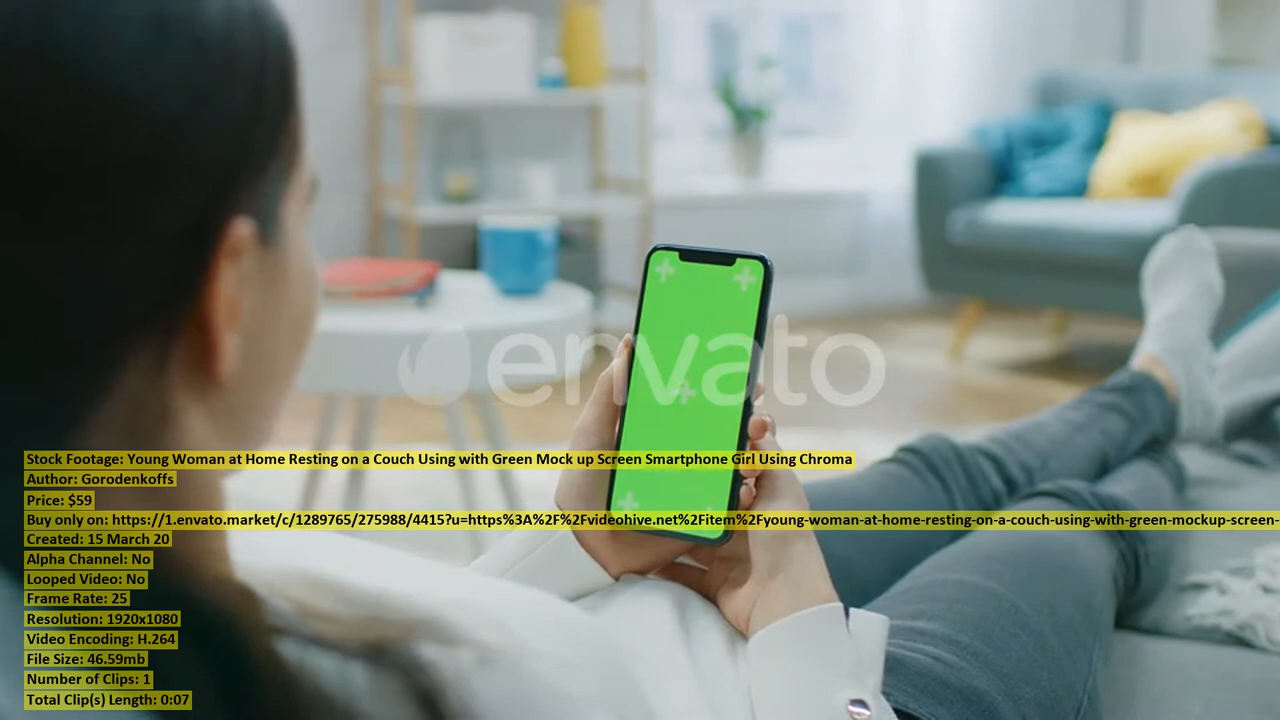 envato
Stock Footage: Young Woman at Home Resting on a Couch Using with Green Mock up Screen Smartphone Girl Using Chroma
Author: Gorodenkoffs
Price: $59
Buy only on: https://1.envato.market/c/1289765/275988/4415?u=https%3A%2F%2Fvideohive.net%2Fitem%2Fyoung-woman-at-home-resting-on-a-couch-using-with-green-mockup-screen-
Created: 15 March 20
Alpha Channel: No
Looped Video: No
Frame Rate: 25
Resolution: 1920x1080
Video Encoding: H.264
File Size: 46.59mb
Number of Clips: 1
Total Clip(s) Length: 0:07